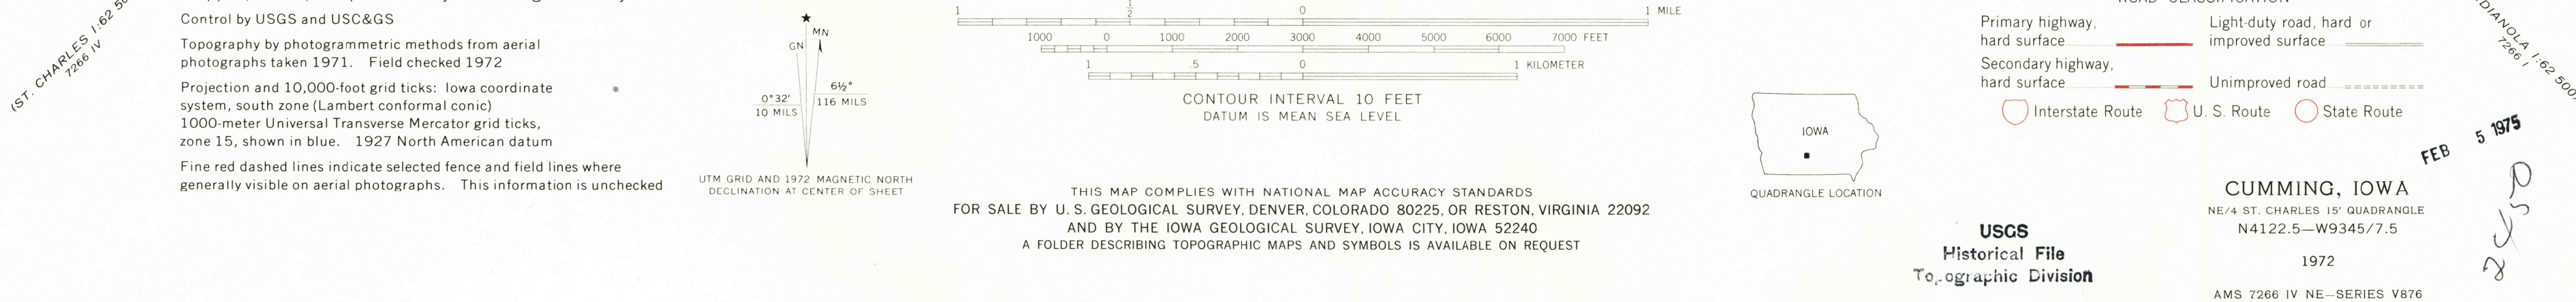 (ST. CHARLES 1:62 50
7266 IV
Control by USGS and USC&GS
Topography by photogrammetric methods from aerial
photographs taken 1971. Field checked 1972
Projection and 10,000-foot grid ticks: Iowa coordinate
system, south zone (Lambert conformal conic)
1000-meter Universal Transverse Mercator grid ticks,
zone 15, shown in blue. 1927 North American datum
Fine red dashed lines indicate selected fence and field lines where
generally visible on aerial photographs. This information is unchecked
★
MN
GN
0°32'
10 MILS
6½°
116 MILS
UTM GRID AND 1972 MAGNETIC NORTH
DECLINATION AT CENTER OF SHEET
1 ½ 0 1 MILE
1000 0 1000 2000 3000 4000 5000 6000 7000 FEET
1 .5 0 1 KILOMETER
CONTOUR INTERVAL 10 FEET
DATUM IS MEAN SEA LEVEL
THIS MAP COMPLIES WITH NATIONAL MAP ACCURACY STANDARDS
FOR SALE BY U. S. GEOLOGICAL SURVEY, DENVER, COLORADO 80225, OR RESTON, VIRGINIA 22092
AND BY THE IOWA GEOLOGICAL SURVEY, IOWA CITY, IOWA 52240
A FOLDER DESCRIBING TOPOGRAPHIC MAPS AND SYMBOLS IS AVAILABLE ON REQUEST
IOWA
QUADRANGLE LOCATION
Primary highway,
hard surface
Light-duty road, hard or
improved surface
Secondary highway,
hard surface
Unimproved road
Interstate Route U. S. Route State Route
DIANOLA 1:62 500)
7266 I
FEB 5 1975
CUMMING, IOWA
NE/4 ST. CHARLES 15' QUADRANGLE
N4122.5—W9345/7.5
1972
AMS 7266 IV NE—SERIES V876
USGS
Historical File
Topographic Division